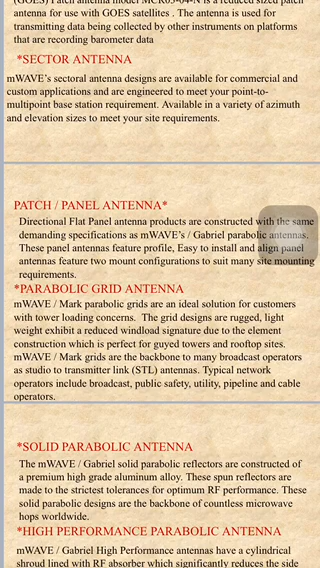 (GOES) Patch antenna model MCR03-04-N is a reduced sized patch
antenna for use with GOES satellites . The antenna is used for
transmitting data being collected by other instruments on platforms
that are recording barometer data
*SECTOR ANTENNA
mWAVE's sectoral antenna designs are available for commercial and
custom applications and are engineered to meet your point-to-
multipoint base station requirement. Available in a variety of azimuth
and elevation sizes to meet your site requirements.
PATCH / PANEL ANTENNA*
Directional Flat Panel antenna products are constructed with the same
demanding specifications as mWAVE's / Gabriel parabolic antennas.
These panel antennas feature profile, Easy to install and align panel
antennas feature two mount configurations to suit many site mounting
requirements.
*PARABOLIC GRID ANTENNA
mWAVE / Mark parabolic grids are an ideal solution for customers
with tower loading concerns.  The grid designs are rugged, light
weight exhibit a reduced windload signature due to the element
construction which is perfect for guyed towers and rooftop sites.
mWAVE / Mark grids are the backbone to many broadcast operators
as studio to transmitter link (STL) antennas. Typical network
operators include broadcast, public safety, utility, pipeline and cable
operators.
*SOLID PARABOLIC ANTENNA
The mWAVE / Gabriel solid parabolic reflectors are constructed of
a premium high grade aluminum alloy. These spun reflectors are
made to the strictest tolerances for optimum RF performance. These
solid parabolic designs are the backbone of countless microwave
hops worldwide.
*HIGH PERFORMANCE PARABOLIC ANTENNA
mWAVE / Gabriel High Performance antennas have a cylindrical
shroud lined with RF absorber which significantly reduces the side